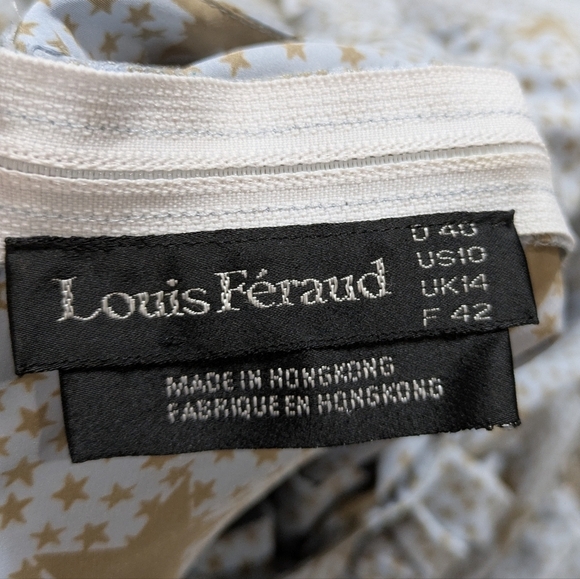 Louis Féraud
D 40
US10
UK14
F 42
MADE IN HONGKONG
FABRIQUE EN HONGKONG